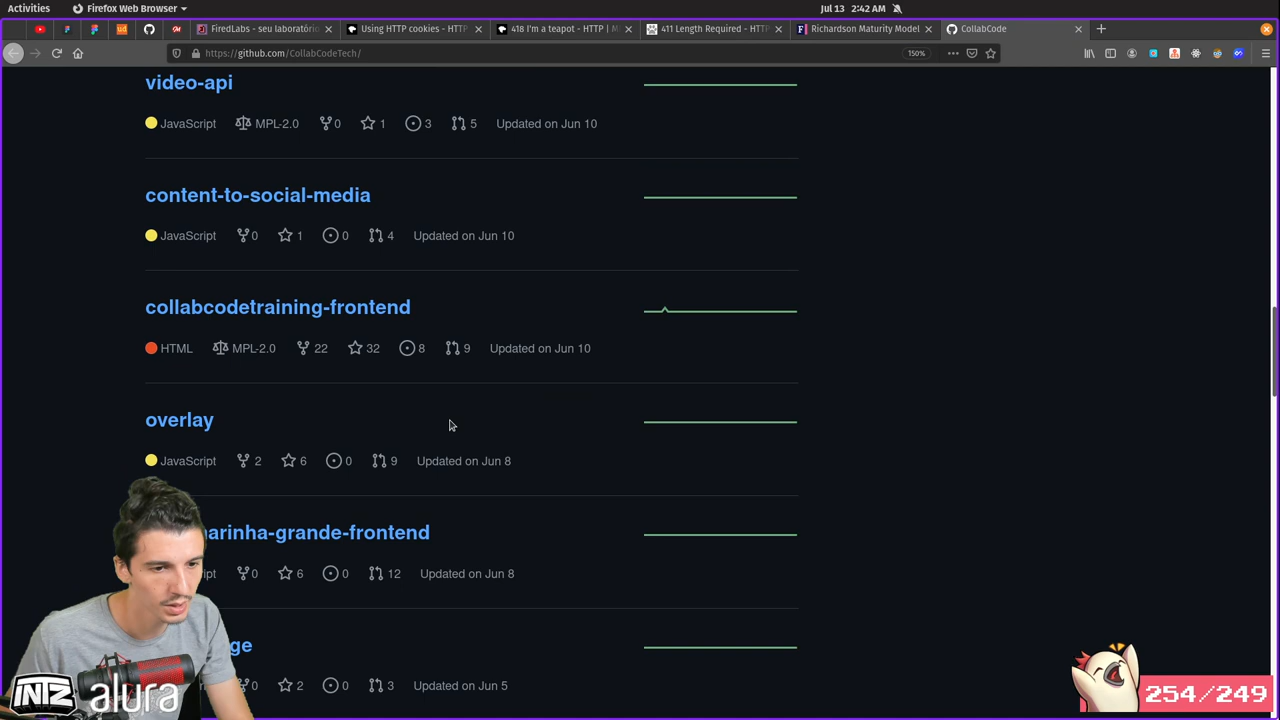 Activities Firefox Web Browser Jul 13 2:42 AM
FiredLabs - seu laboratório Using HTTP cookies - HTTP 418 I'm a teapot - HTTP | M 411 Length Required - HTTP Richardson Maturity Model CollabCode
https://github.com/CollabCodeTech/ 150%
video-api
JavaScript MPL-2.0 0 1 3 5 Updated on Jun 10
content-to-social-media
JavaScript 0 1 0 4 Updated on Jun 10
collabcodetraining-frontend
HTML MPL-2.0 22 32 8 9 Updated on Jun 10
overlay
JavaScript 2 6 0 9 Updated on Jun 8
arinha-grande-frontend
ipt 0 6 0 12 Updated on Jun 8
ge
0 2 0 3 Updated on Jun 5
INTZ alura
254/249